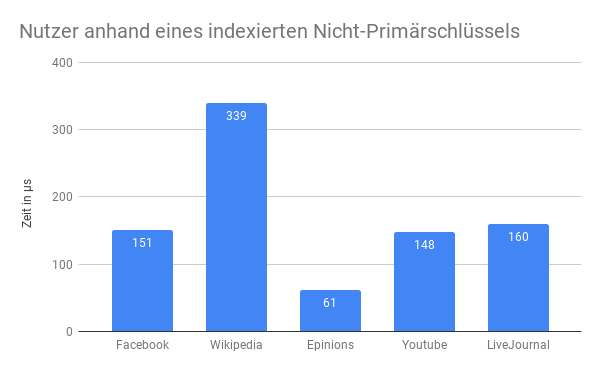 Nutzer anhand eines indexierten Nicht-Primärschlüssels
400
300
200
100
0
Zeit in µs
151
339
61
148
160
Facebook
Wikipedia
Epinions
Youtube
LiveJournal